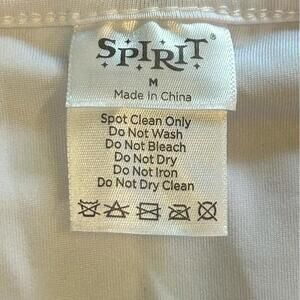 SPIRIT®
M
Made in China
Spot Clean Only
Do Not Wash
Do Not Bleach
Do Not Dry
Do Not Iron
Do Not Dry Clean